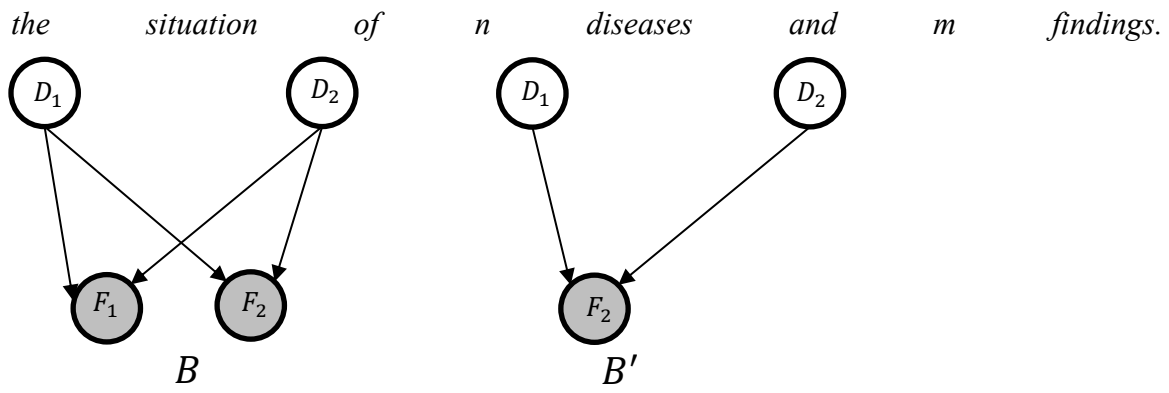 the situation of n diseases and m findings.
D₁ D₂ D₁ D₂
F₁ F₂ F₂
B B′